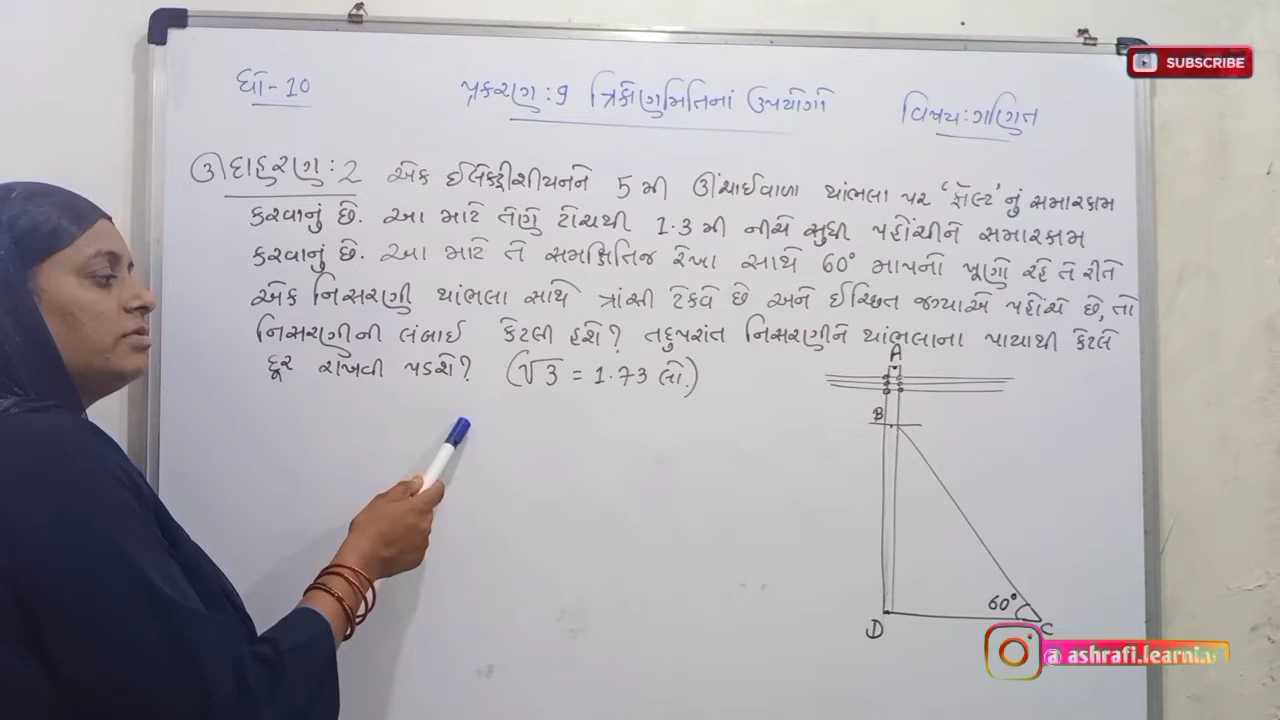 ધો-10
પ્રકરણ:9 ત્રિકોણમિતિનાં ઉપયોગો
વિષય:ગણિત
SUBSCRIBE
ઉદાહરણ:2 એક ઈલેક્ટ્રીશીયનને 5 મી ઊંચાઈવાળા થાંભલા પર 'ફોલ્ટ'નું સમારકામ
કરવાનું છે. આ માટે તેણે ટોચથી 1.3 મી નીચે સુધી પહોંચીને સમારકામ
કરવાનું છે. આ માટે તે સમક્ષિતિજ રેખા સાથે 60° માપનો ખૂણો રહે તે રીતે
એક નિસરણી થાંભલા સાથે ત્રાંસી ટેકવે છે અને ઈચ્છિત જગ્યાએ પહોંચે છે, તો
નિસરણીની લંબાઈ કેટલી હશે? તદુપરાંત નિસરણીને થાંભલાના પાયાથી કેટલે
દૂર રાખવી પડશે? (√3 = 1.73 લો.)
A
B
60°
D
C
@ ashrafi.learni.